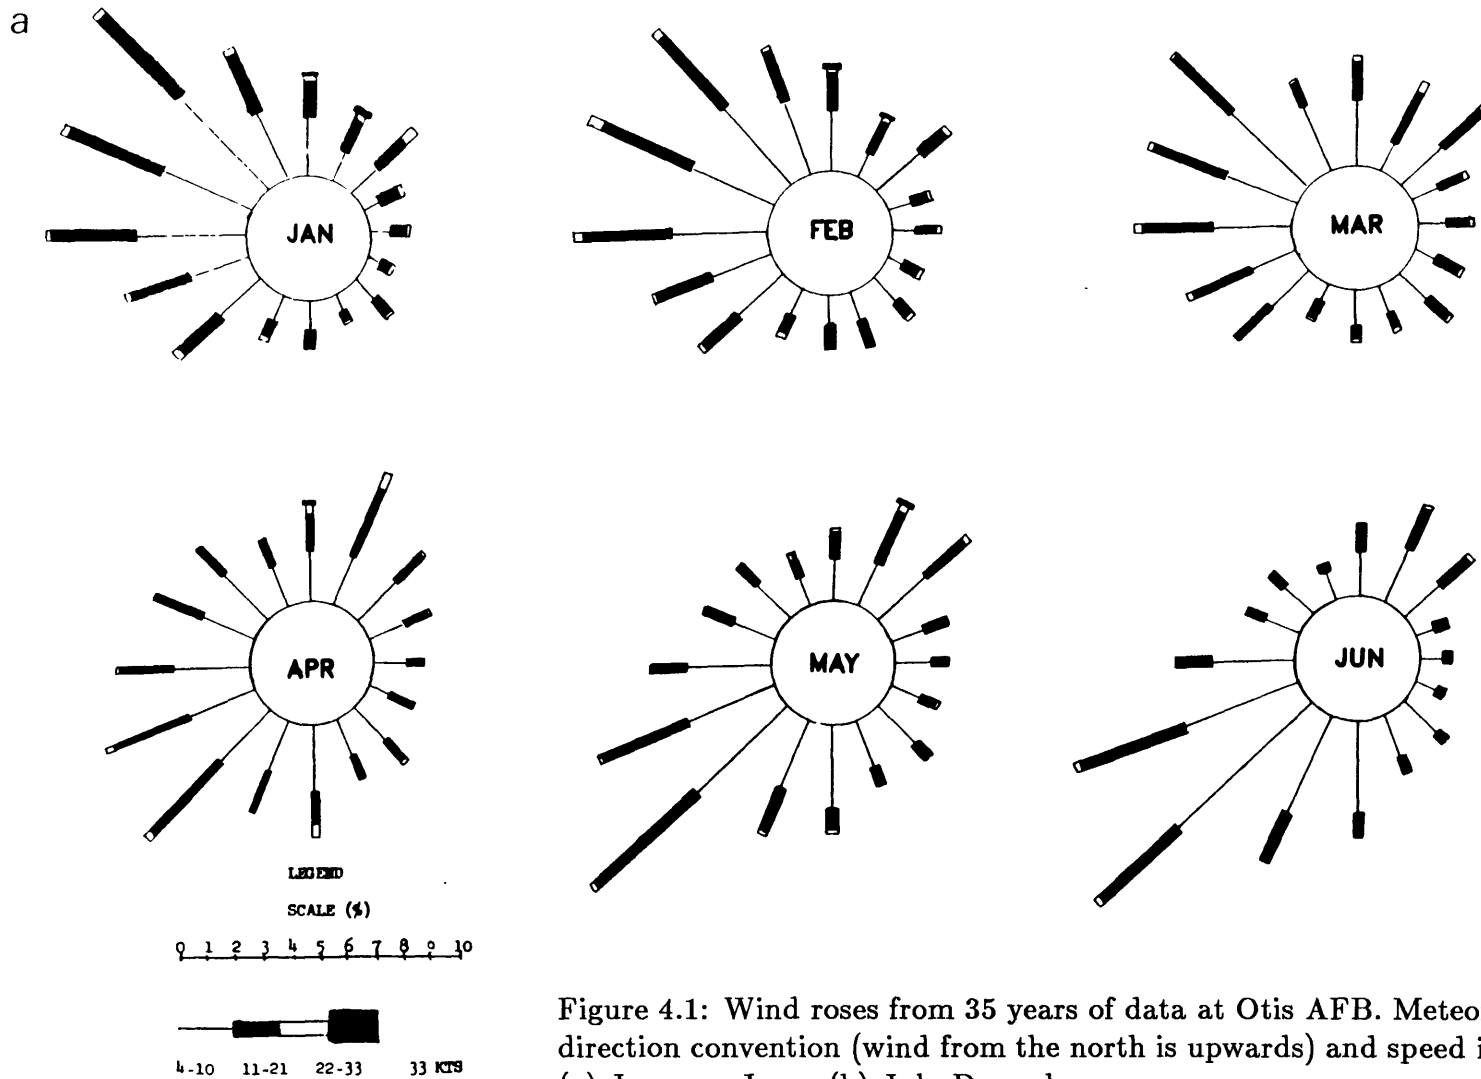 a
JAN
FEB
MAR
APR
MAY
JUN
LEGEND
SCALE (%)
0 1 2 3 4 5 6 7 8 9 10
4-10 11-21 22-33 33 KTS
Figure 4.1: Wind roses from 35 years of data at Otis AFB. Meteo
direction convention (wind from the north is upwards) and speed i